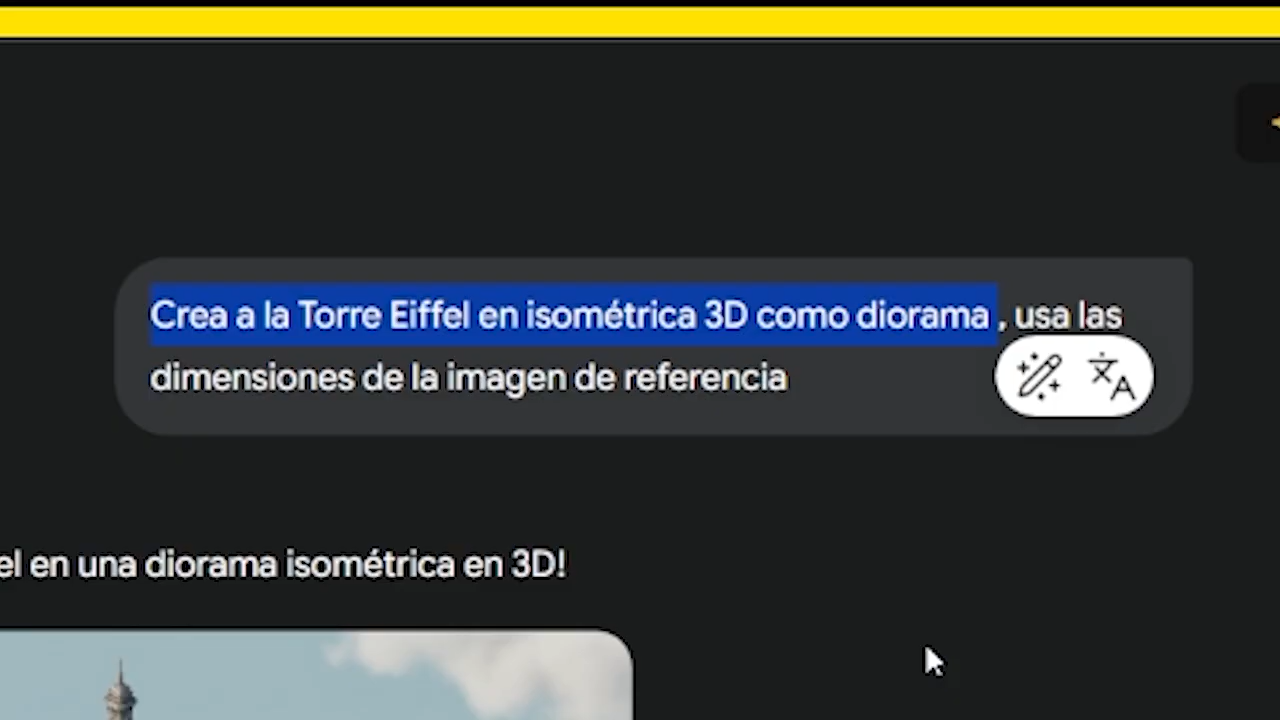 Crea a la Torre Eiffel en isométrica 3D como diorama , usa las
dimensiones de la imagen de referencia
el en una diorama isométrica en 3D!